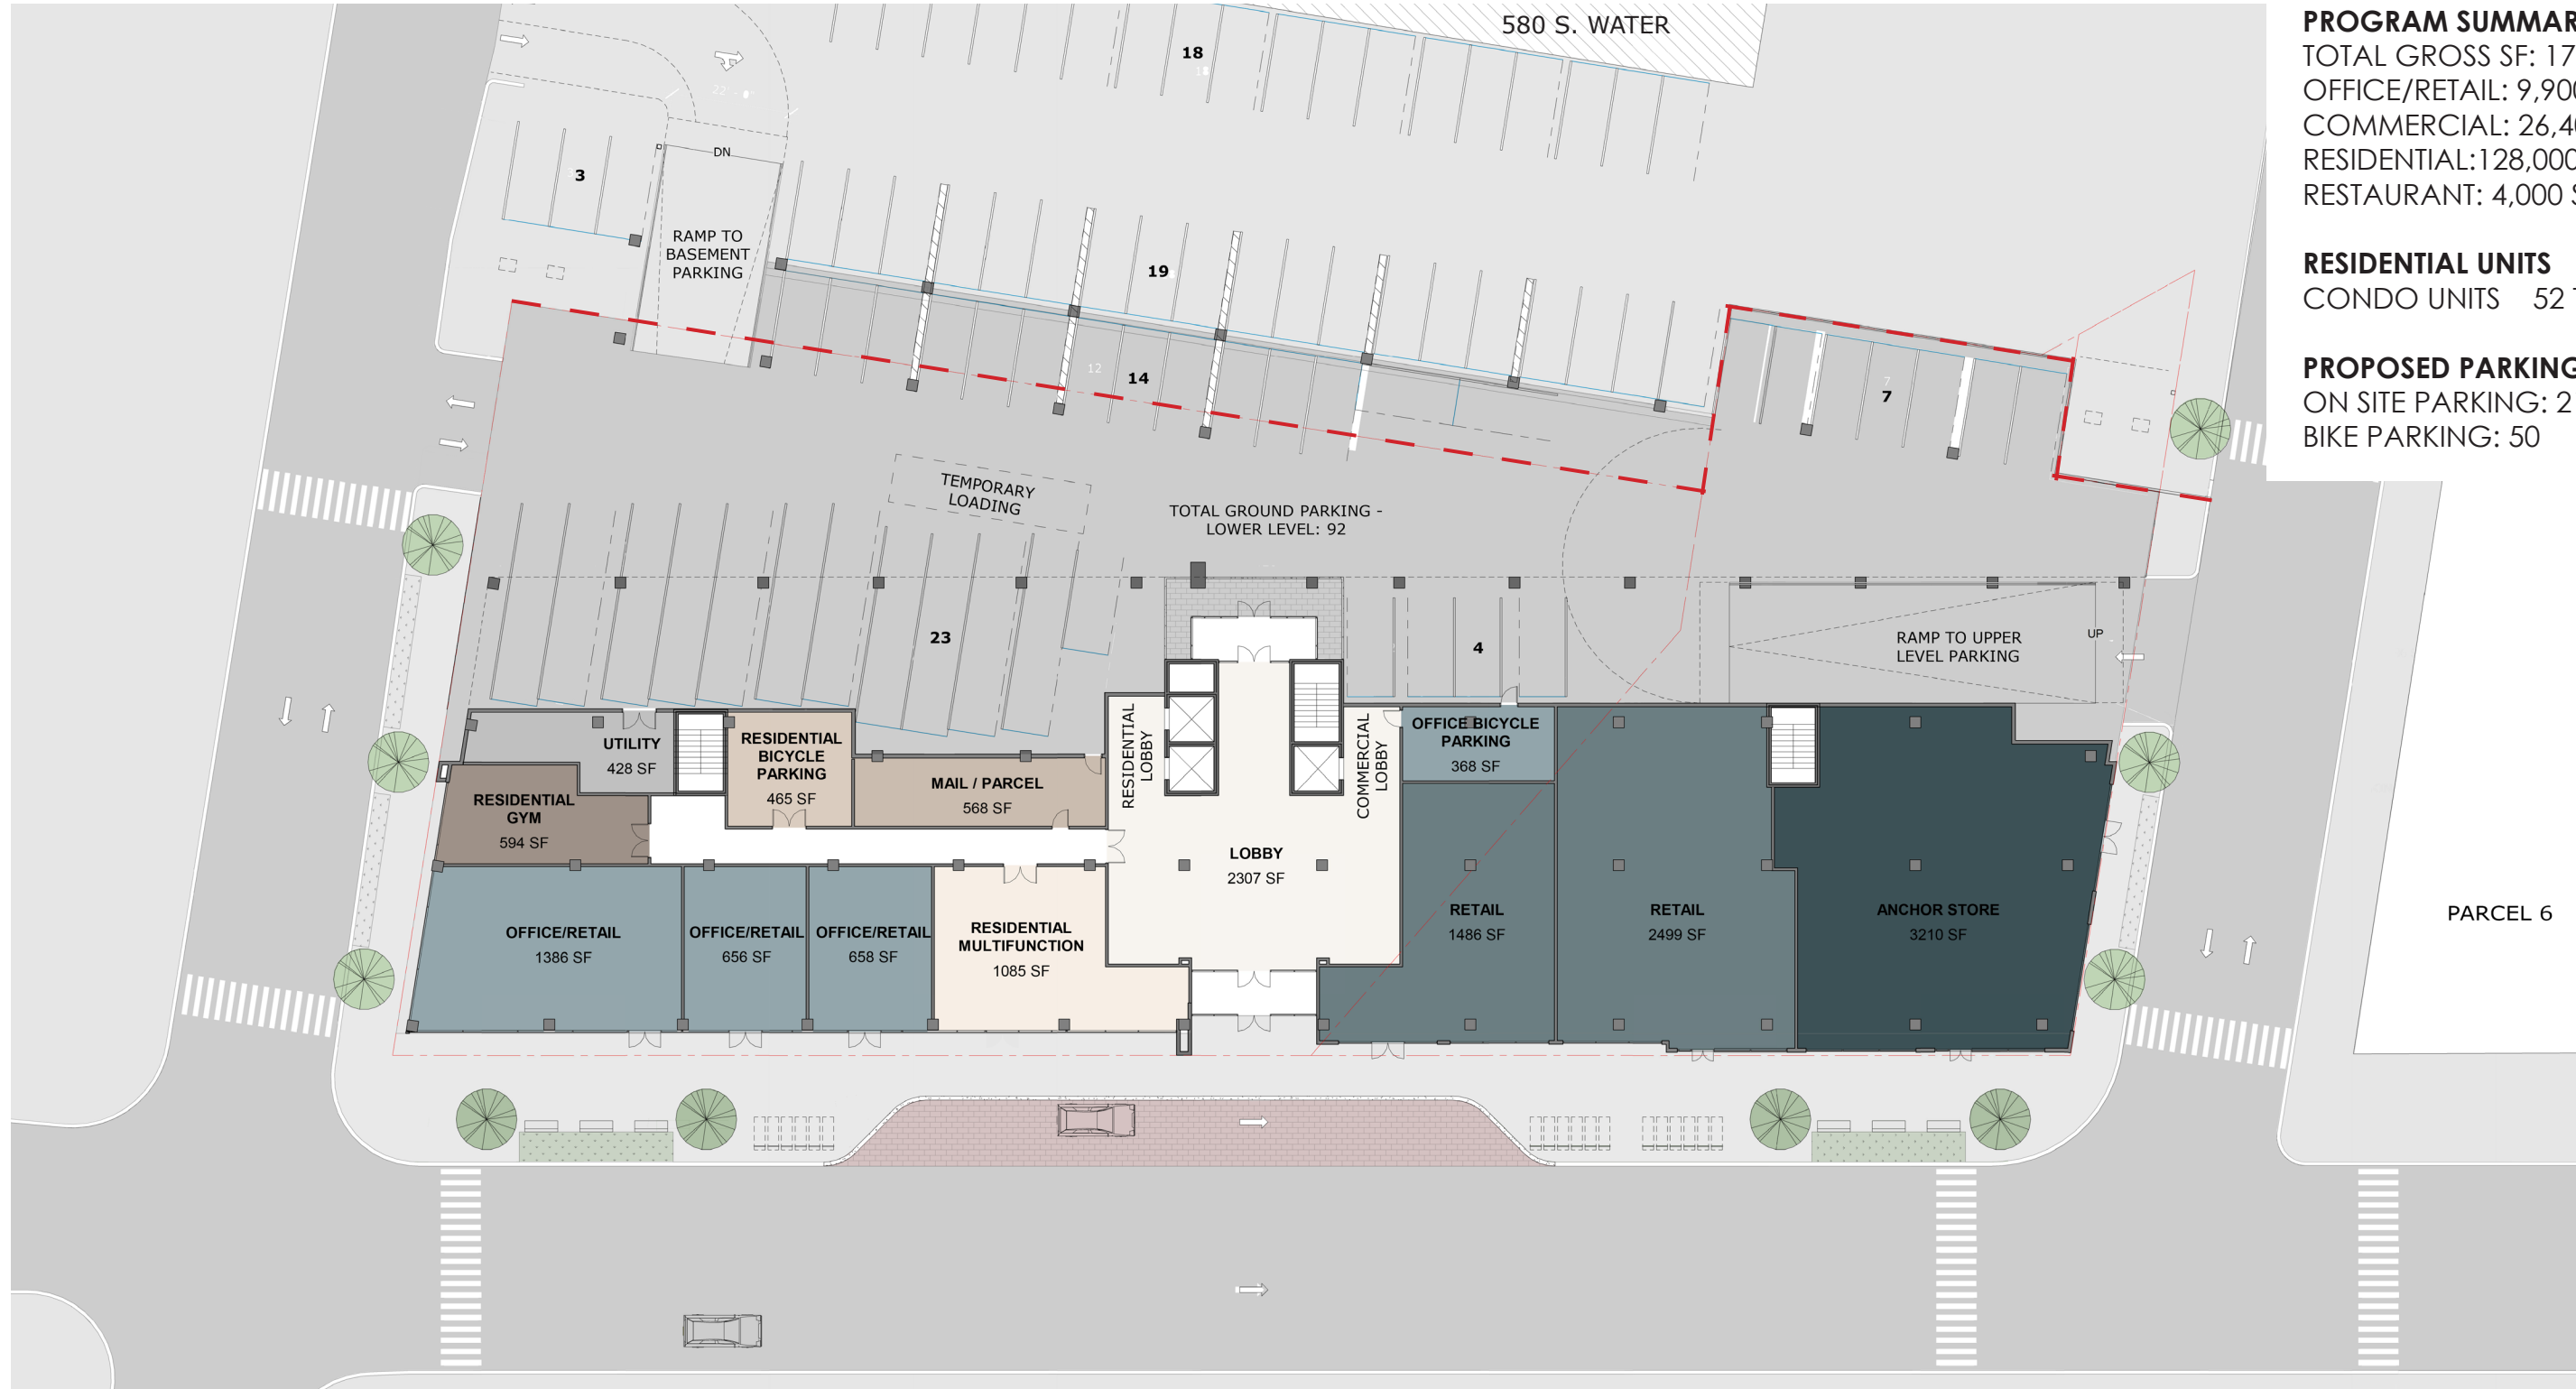 580 S. WATER
18
3
DN
RAMP TO
BASEMENT
PARKING
19
12
14
7
7
TEMPORARY
LOADING
TOTAL GROUND PARKING -
LOWER LEVEL: 92
23
4
RAMP TO UPPER
LEVEL PARKING
UP
UTILITY
428 SF
RESIDENTIAL
BICYCLE
PARKING
465 SF
MAIL / PARCEL
568 SF
RESIDENTIAL
GYM
594 SF
RESIDENTIAL
LOBBY
COMMERCIAL
LOBBY
OFFICE BICYCLE
PARKING
368 SF
LOBBY
2307 SF
OFFICE/RETAIL
1386 SF
OFFICE/RETAIL
656 SF
OFFICE/RETAIL
658 SF
RESIDENTIAL
MULTIFUNCTION
1085 SF
RETAIL
1486 SF
RETAIL
2499 SF
ANCHOR STORE
3210 SF
PARCEL 6
PROGRAM SUMMAR
TOTAL GROSS SF: 17
OFFICE/RETAIL: 9,900
COMMERCIAL: 26,40
RESIDENTIAL:128,000
RESTAURANT: 4,000 S
RESIDENTIAL UNITS
CONDO UNITS 52 T
PROPOSED PARKING
ON SITE PARKING: 2
BIKE PARKING: 50